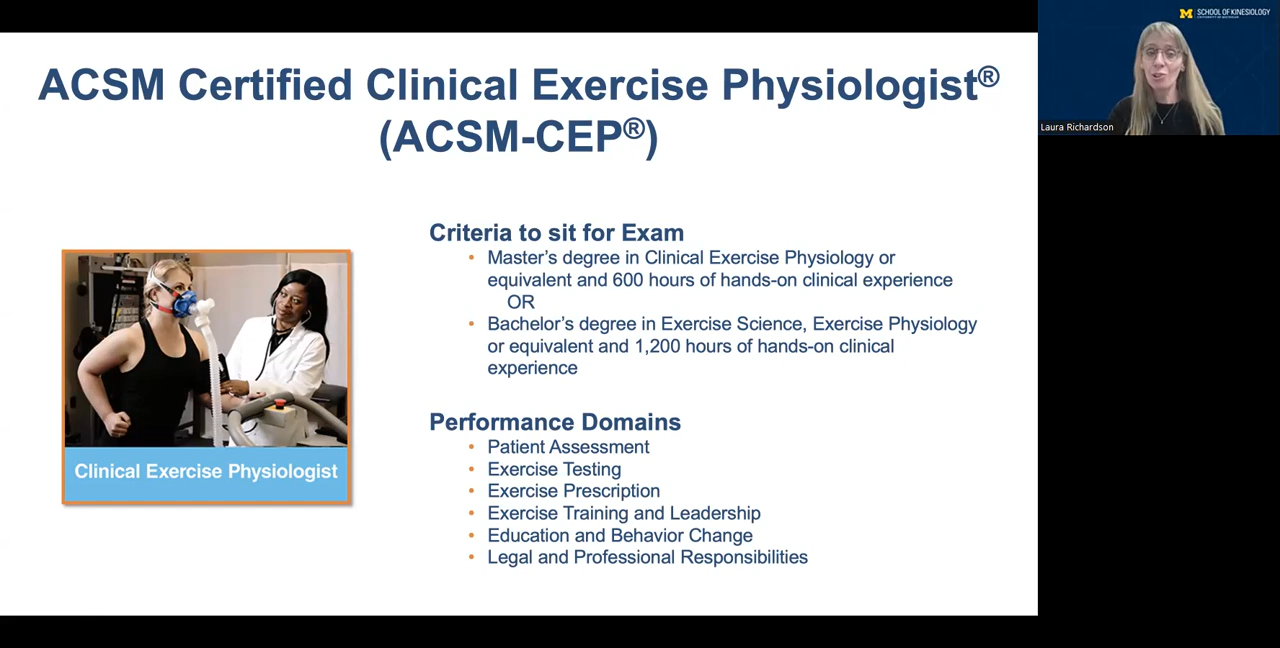 ACSM Certified Clinical Exercise Physiologist®
(ACSM-CEP®)
Criteria to sit for Exam
• Master's degree in Clinical Exercise Physiology or
equivalent and 600 hours of hands-on clinical experience
OR
• Bachelor's degree in Exercise Science, Exercise Physiology
or equivalent and 1,200 hours of hands-on clinical
experience
Performance Domains
• Patient Assessment
• Exercise Testing
• Exercise Prescription
• Exercise Training and Leadership
• Education and Behavior Change
• Legal and Professional Responsibilities
Clinical Exercise Physiologist
M SCHOOL OF KINESIOLOGY
UNIVERSITY OF MICHIGAN
Laura Richardson